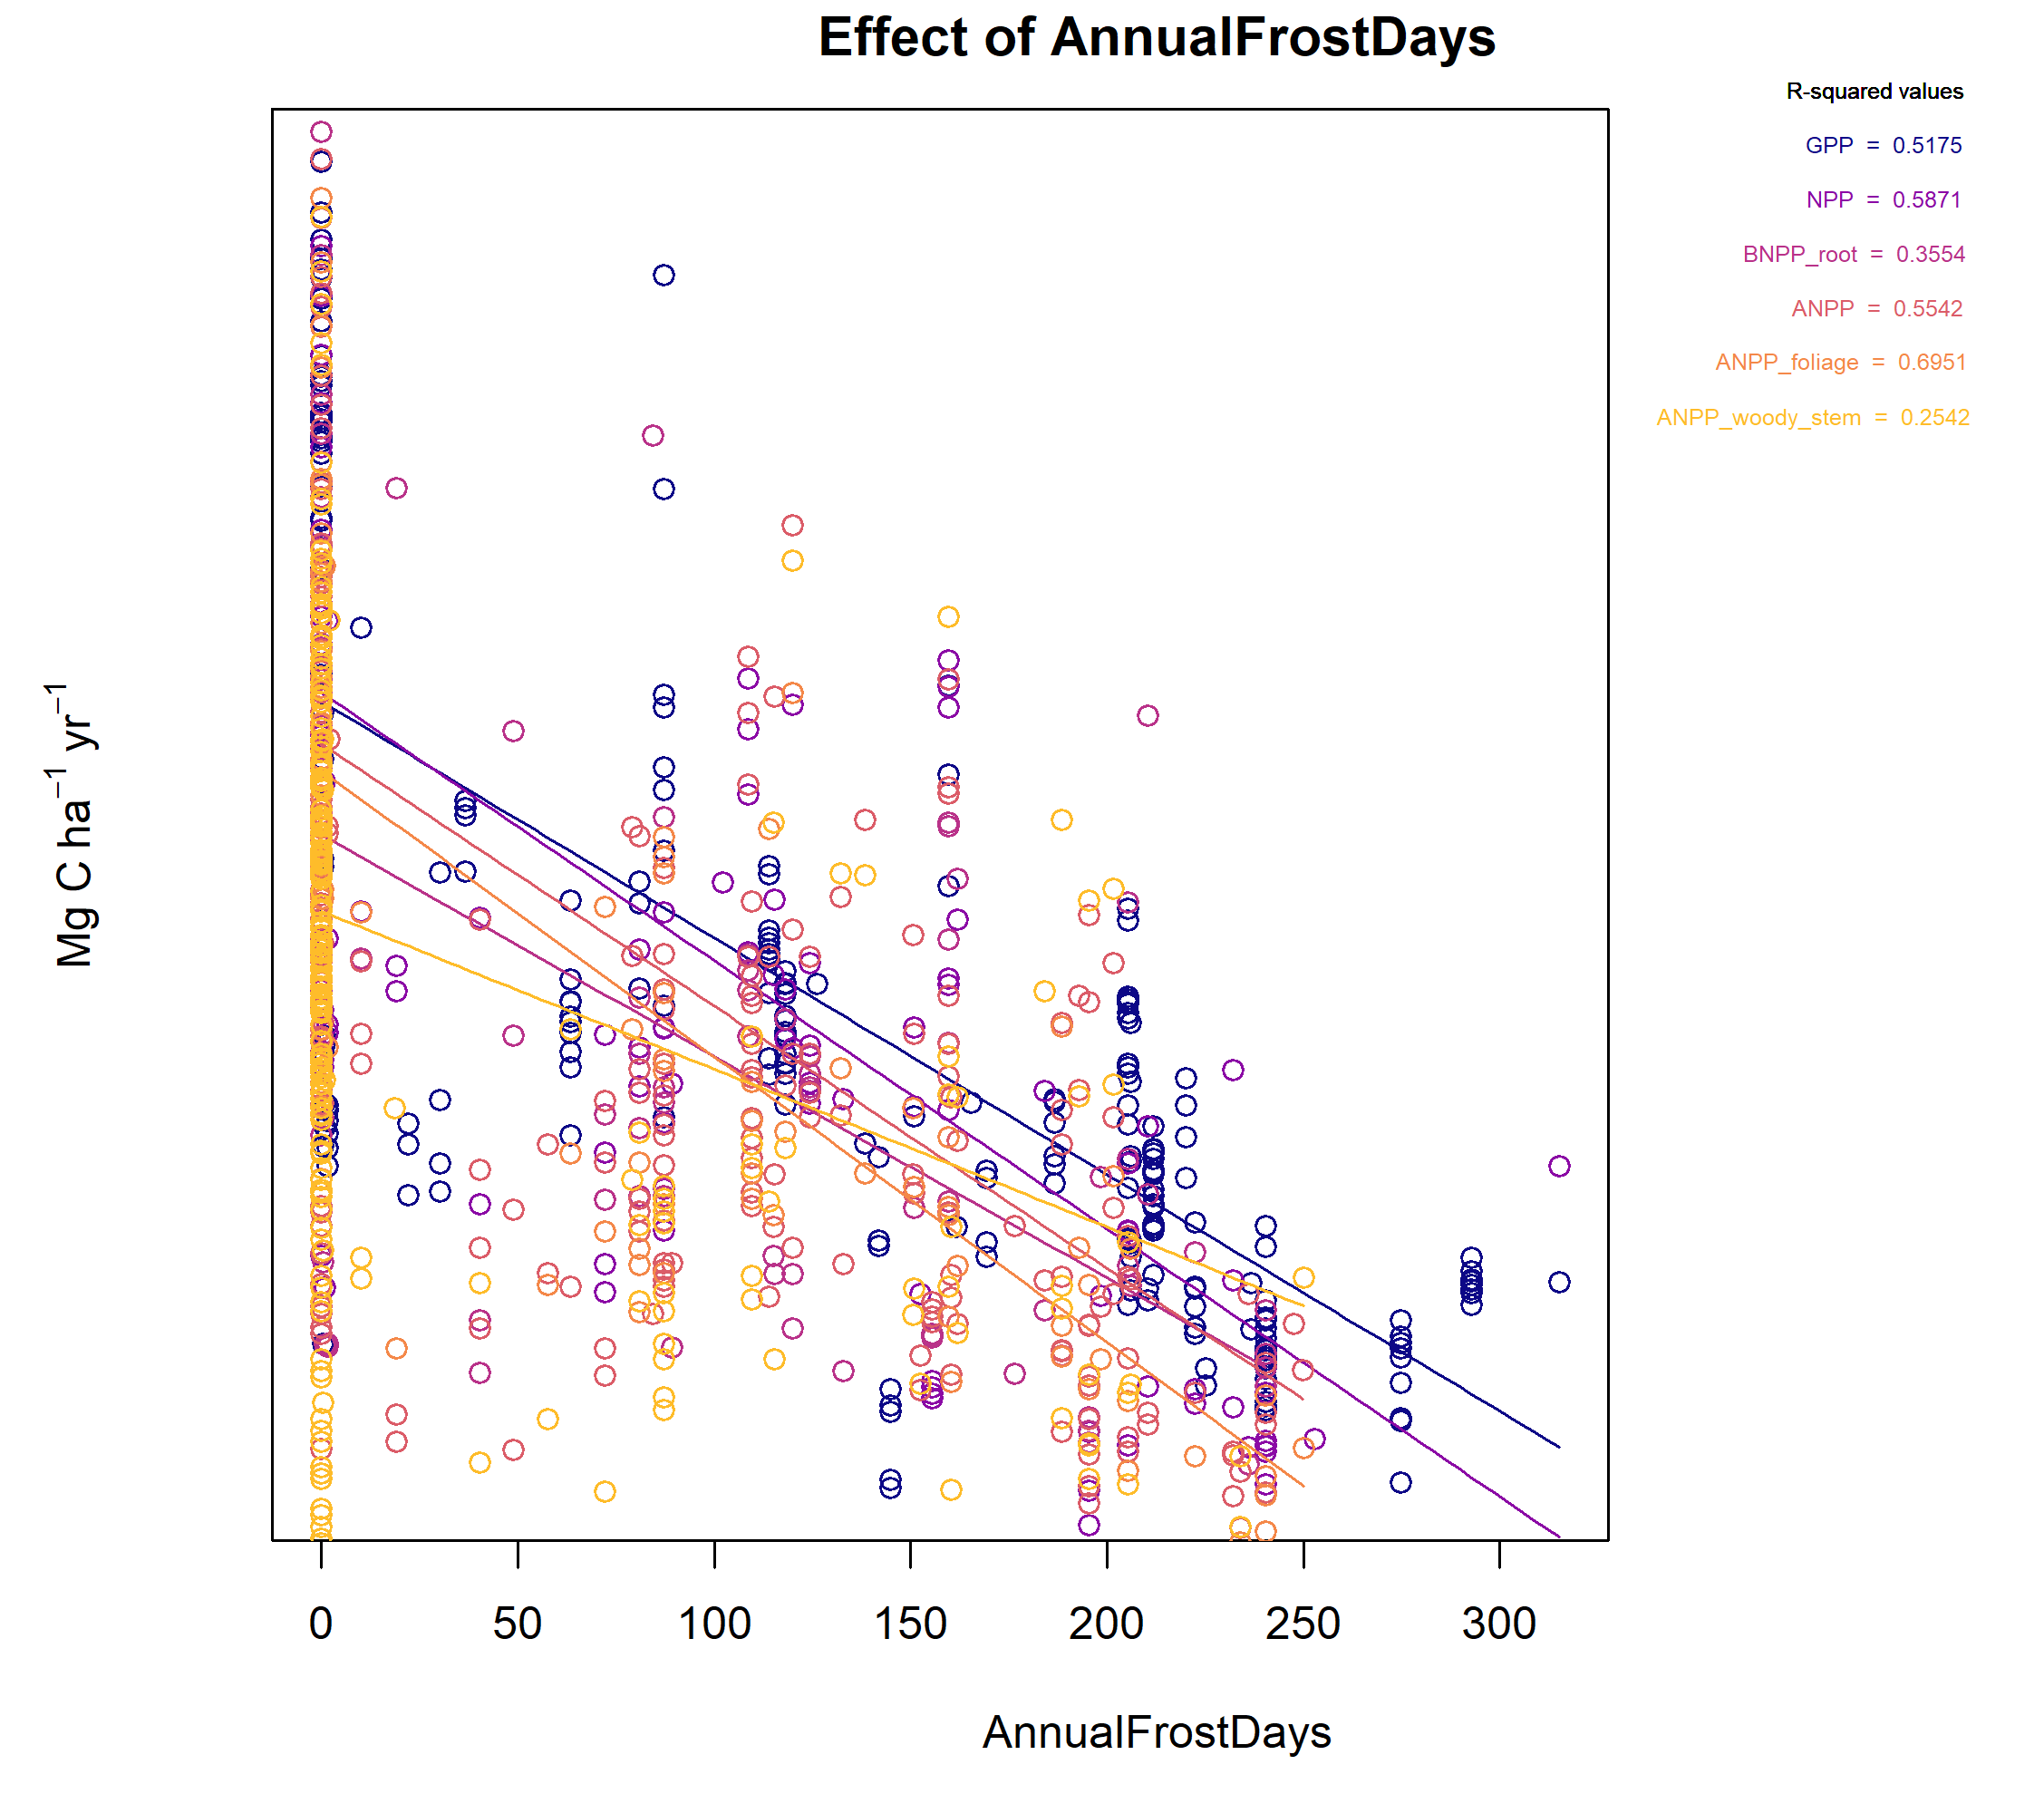 Effect of AnnualFrostDays
R-squared values
GPP = 0.5175
NPP = 0.5871
BNPP_root = 0.3554
ANPP = 0.5542
ANPP_foliage = 0.6951
ANPP_woody_stem = 0.2542
Mg C ha⁻¹ yr⁻¹
0 50 100 150 200 250 300
AnnualFrostDays